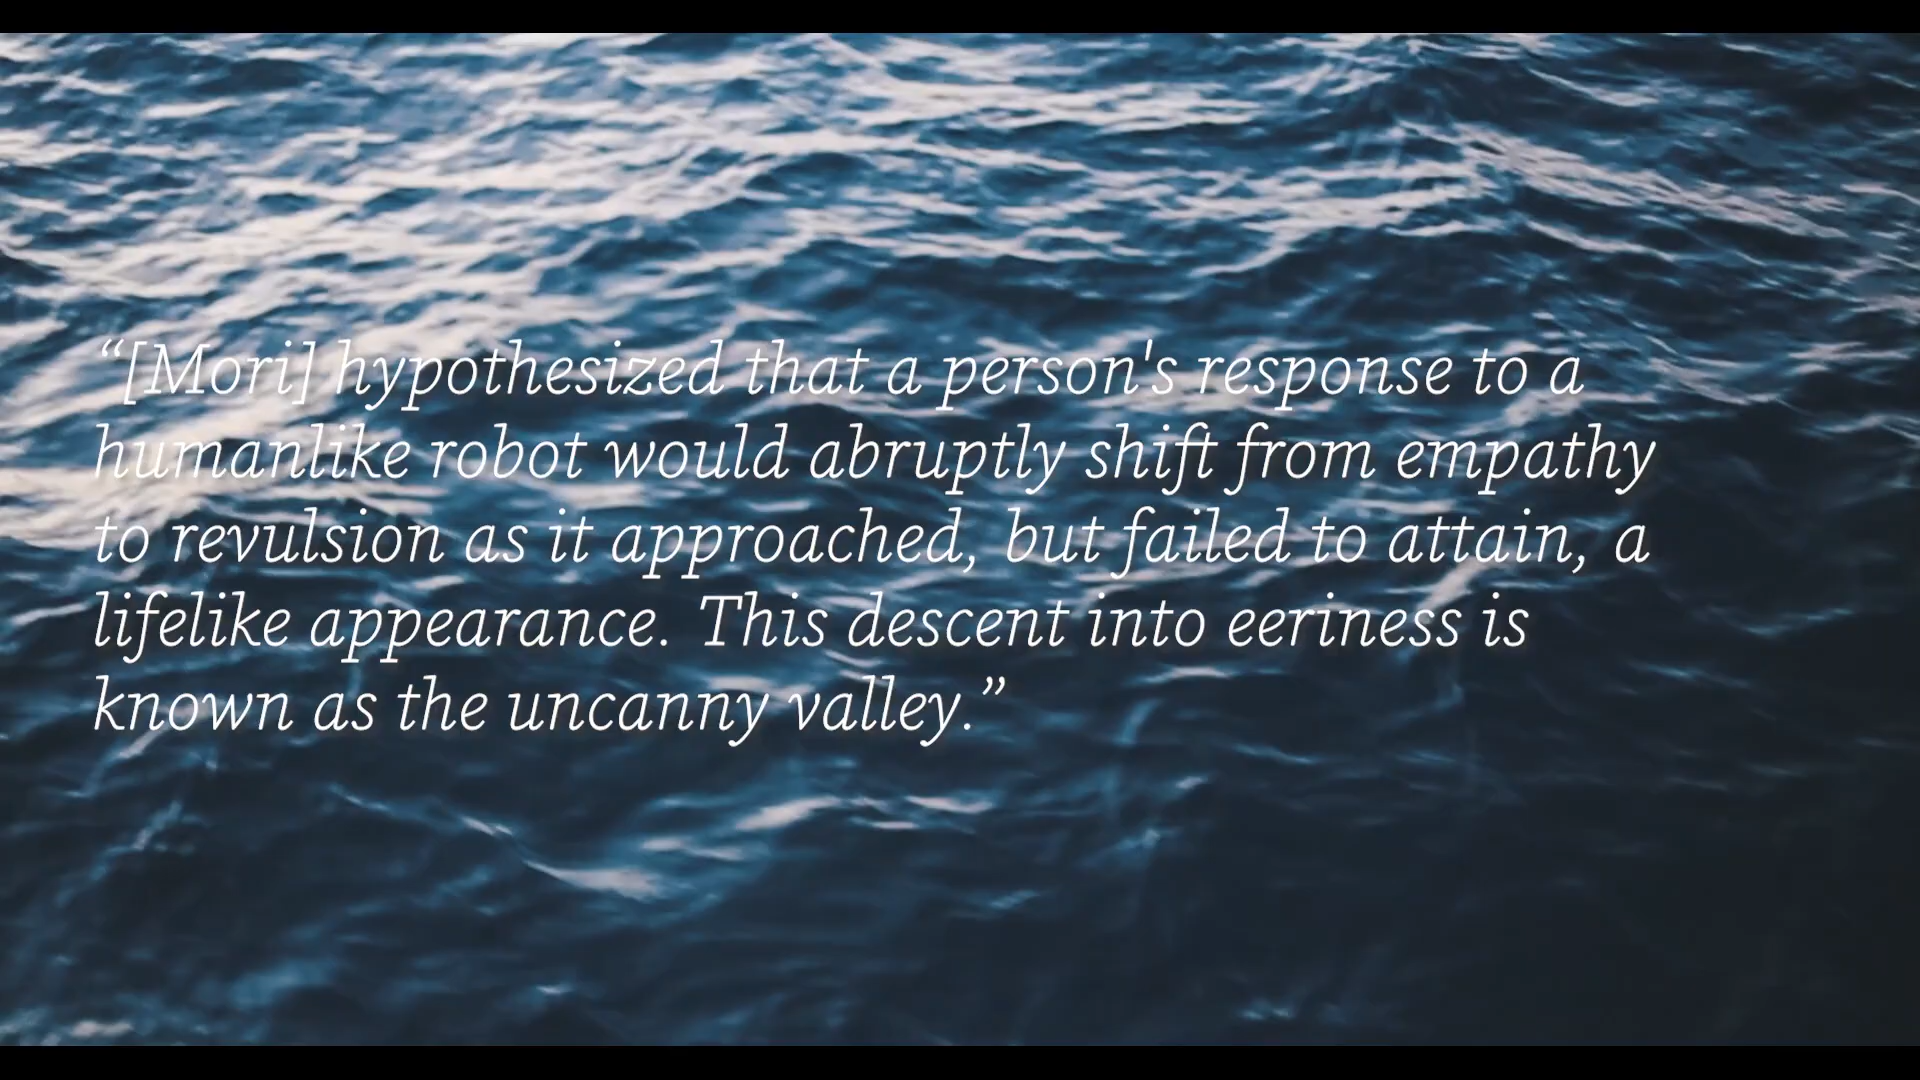 “[Mori] hypothesized that a person's response to a
humanlike robot would abruptly shift from empathy
to revulsion as it approached, but failed to attain, a
lifelike appearance. This descent into eeriness is
known as the uncanny valley.”